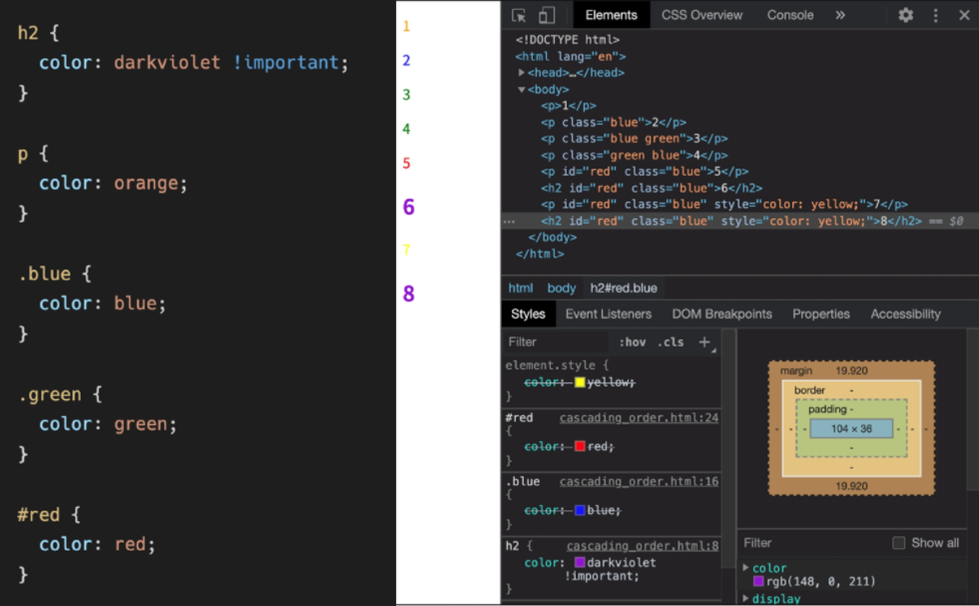 h2 {
color: darkviolet !important;
}
p {
color: orange;
}
.blue {
color: blue;
}
.green {
color: green;
}
#red {
color: red;
}
1
2
3
4
5
6
7
8
Elements CSS Overview Console »
<!DOCTYPE html>
<html lang="en">
<head>…</head>
<body>
<p>1</p>
<p class="blue">2</p>
<p class="blue green">3</p>
<p class="green blue">4</p>
<p id="red" class="blue">5</p>
<h2 id="red" class="blue">6</h2>
<p id="red" class="blue" style="color: yellow;">7</p>
… <h2 id="red" class="blue" style="color: yellow;">8</h2> == $0
</body>
</html>
html body h2#red.blue
Styles Event Listeners DOM Breakpoints Properties Accessibility
Filter :hov .cls +
element.style {
color: yellow;
}
#red cascading_order.html:24
{
color: red;
}
.blue cascading_order.html:16
{
color: blue;
}
h2 { cascading_order.html:8
color: darkviolet
!important;
}
margin 19.920
border -
padding -
- - - 104 × 36 - - -
-
-
19.920
Filter Show all
color
rgb(148, 0, 211)
display